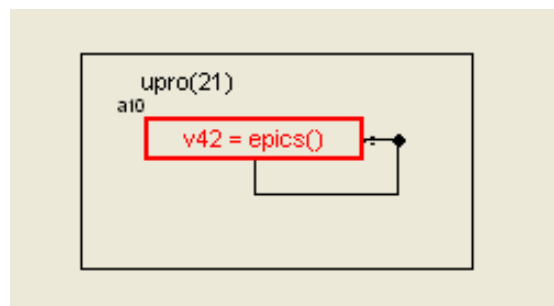 upro(21)
a10
v42 = epics()